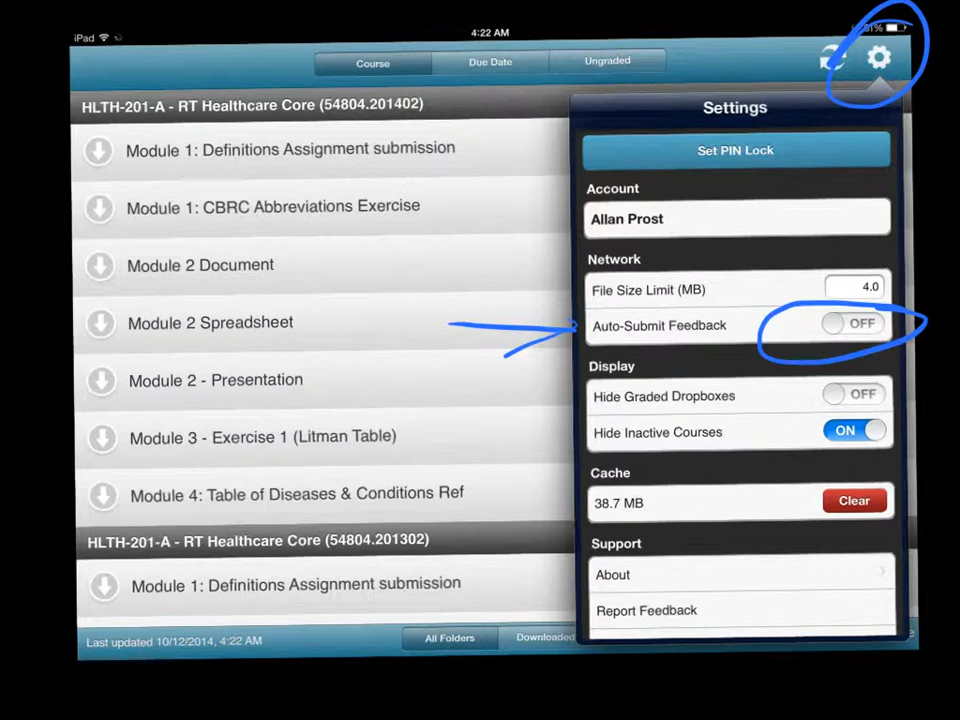 iPad
4:22 AM
Course
Due Date
Ungraded
HLTH-201-A - RT Healthcare Core (54804.201402)
Module 1: Definitions Assignment submission
Module 1: CBRC Abbreviations Exercise
Module 2 Document
Module 2 Spreadsheet
Module 2 - Presentation
Module 3 - Exercise 1 (Litman Table)
Module 4: Table of Diseases & Conditions Ref
HLTH-201-A - RT Healthcare Core (54804.201302)
Module 1: Definitions Assignment submission
Last updated 10/12/2014, 4:22 AM
All Folders
Downloaded
Settings
Set PIN Lock
Account
Allan Prost
Network
File Size Limit (MB) 4.0
Auto-Submit Feedback OFF
Display
Hide Graded Dropboxes OFF
Hide Inactive Courses ON
Cache
38.7 MB Clear
Support
About
Report Feedback